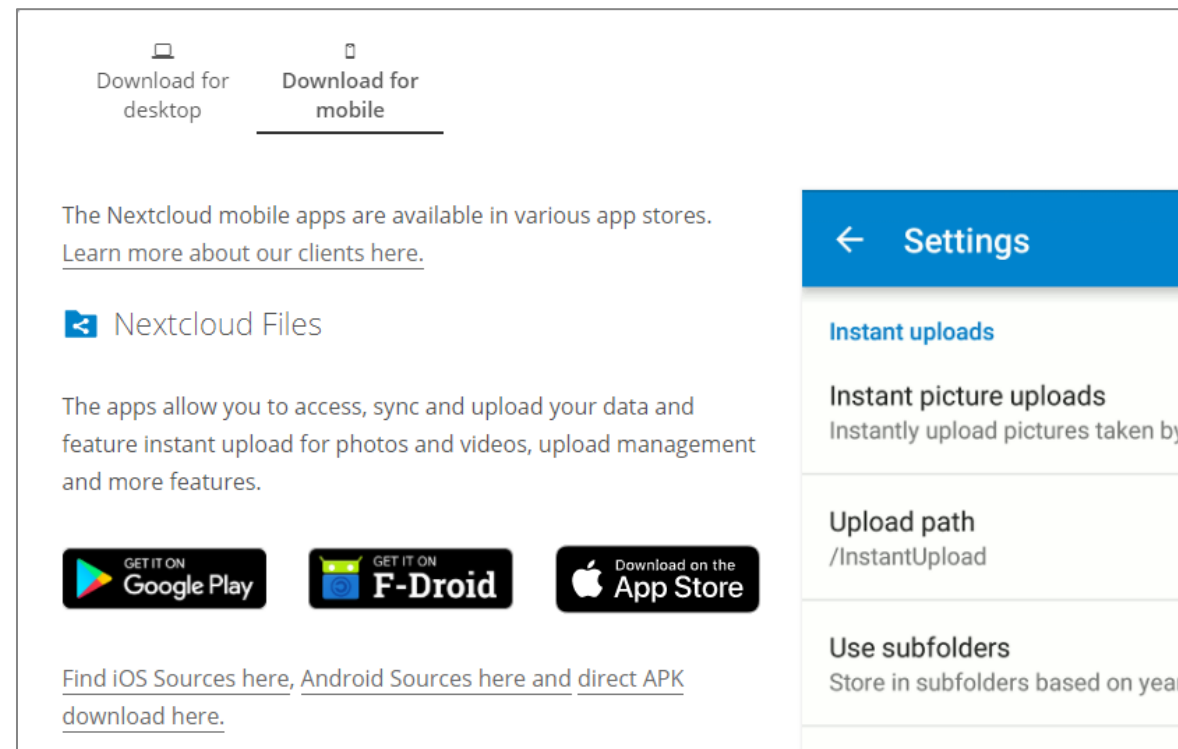 Download for
desktop
Download for
mobile
The Nextcloud mobile apps are available in various app stores.
Learn more about our clients here.
Nextcloud Files
The apps allow you to access, sync and upload your data and
feature instant upload for photos and videos, upload management
and more features.
GET IT ON
Google Play
GET IT ON
F-Droid
Download on the
App Store
Find iOS Sources here, Android Sources here and direct APK
download here.
Settings
Instant uploads
Instant picture uploads
Instantly upload pictures taken by
Upload path
/InstantUpload
Use subfolders
Store in subfolders based on year